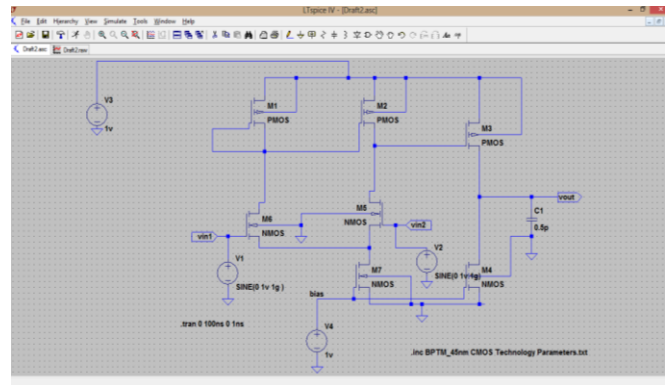 LTspice IV - [Draft2.asc]
File Edit Hierarchy View Simulate Tools Window Help
Draft2.asc Draft2.raw
V3
1v
M1
PMOS
M2
PMOS
M3
PMOS
M6
NMOS
M5
NMOS
vin1
vin2
vout
C1
0.5p
V1
SINE(0 1v 1g )
V2
SINE(0 1v 1g)
M7
NMOS
M4
NMOS
bias
V4
1v
.tran 0 100ns 0 1ns
.inc BPTM_45nm CMOS Technology Parameters.txt